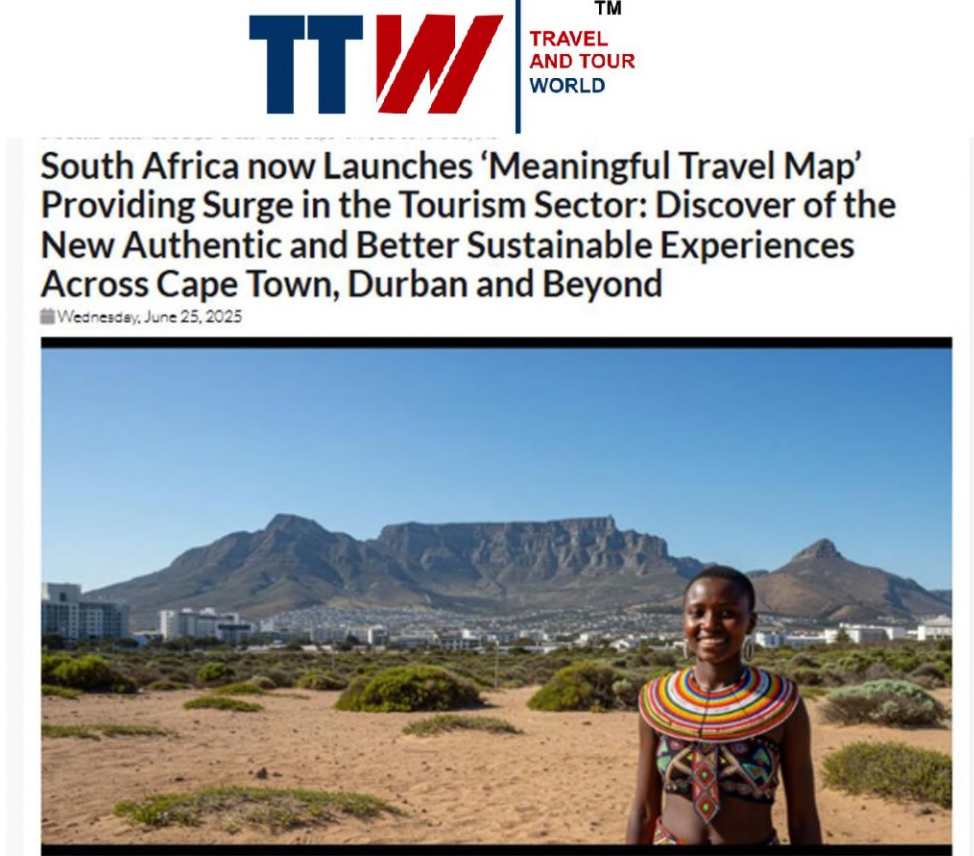 TTW
TM
TRAVEL
AND TOUR
WORLD
South Africa now Launches ‘Meaningful Travel Map’
Providing Surge in the Tourism Sector: Discover of the
New Authentic and Better Sustainable Experiences
Across Cape Town, Durban and Beyond
Wednesday, June 25, 2025